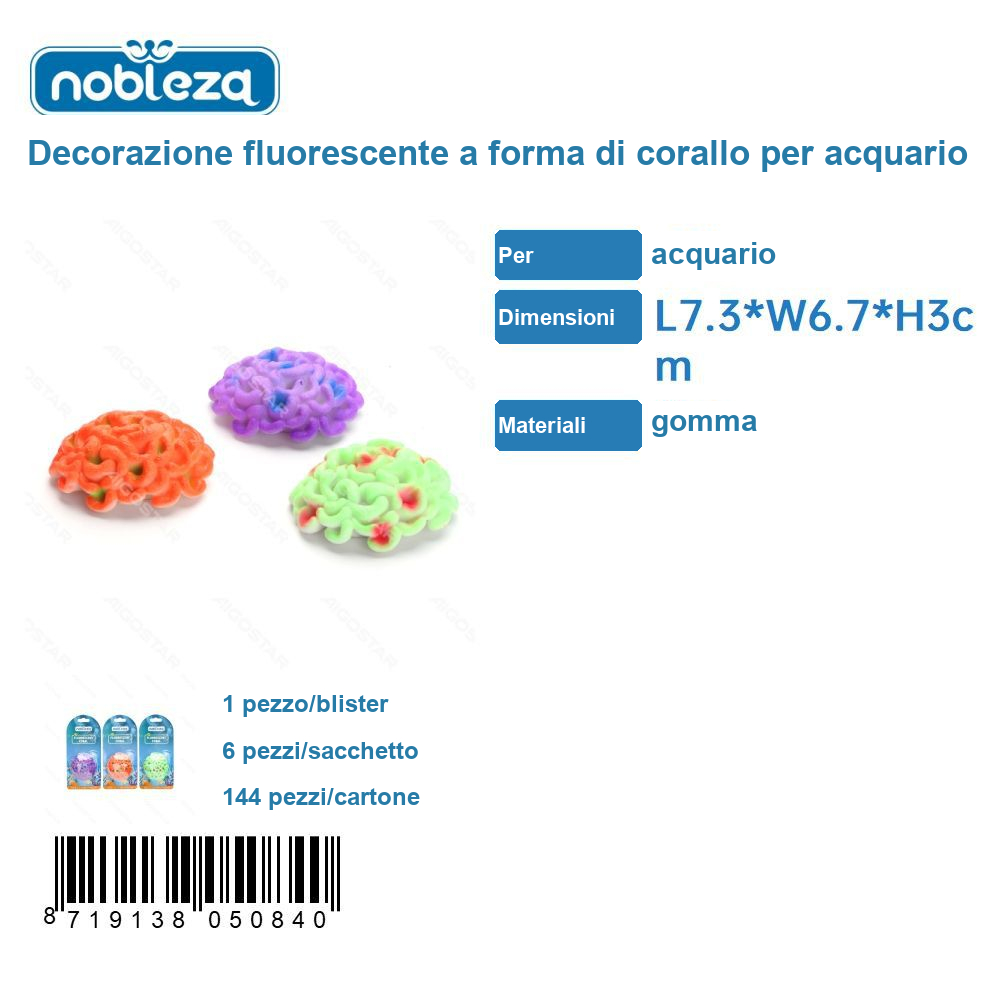 nobleza
Decorazione fluorescente a forma di corallo per acquario
AIGOSTAR
Per
acquario
Dimensioni
L7.3*W6.7*H3c
m
Materiali
gomma
1 pezzo/blister
6 pezzi/sacchetto
144 pezzi/cartone
8 719138 050840